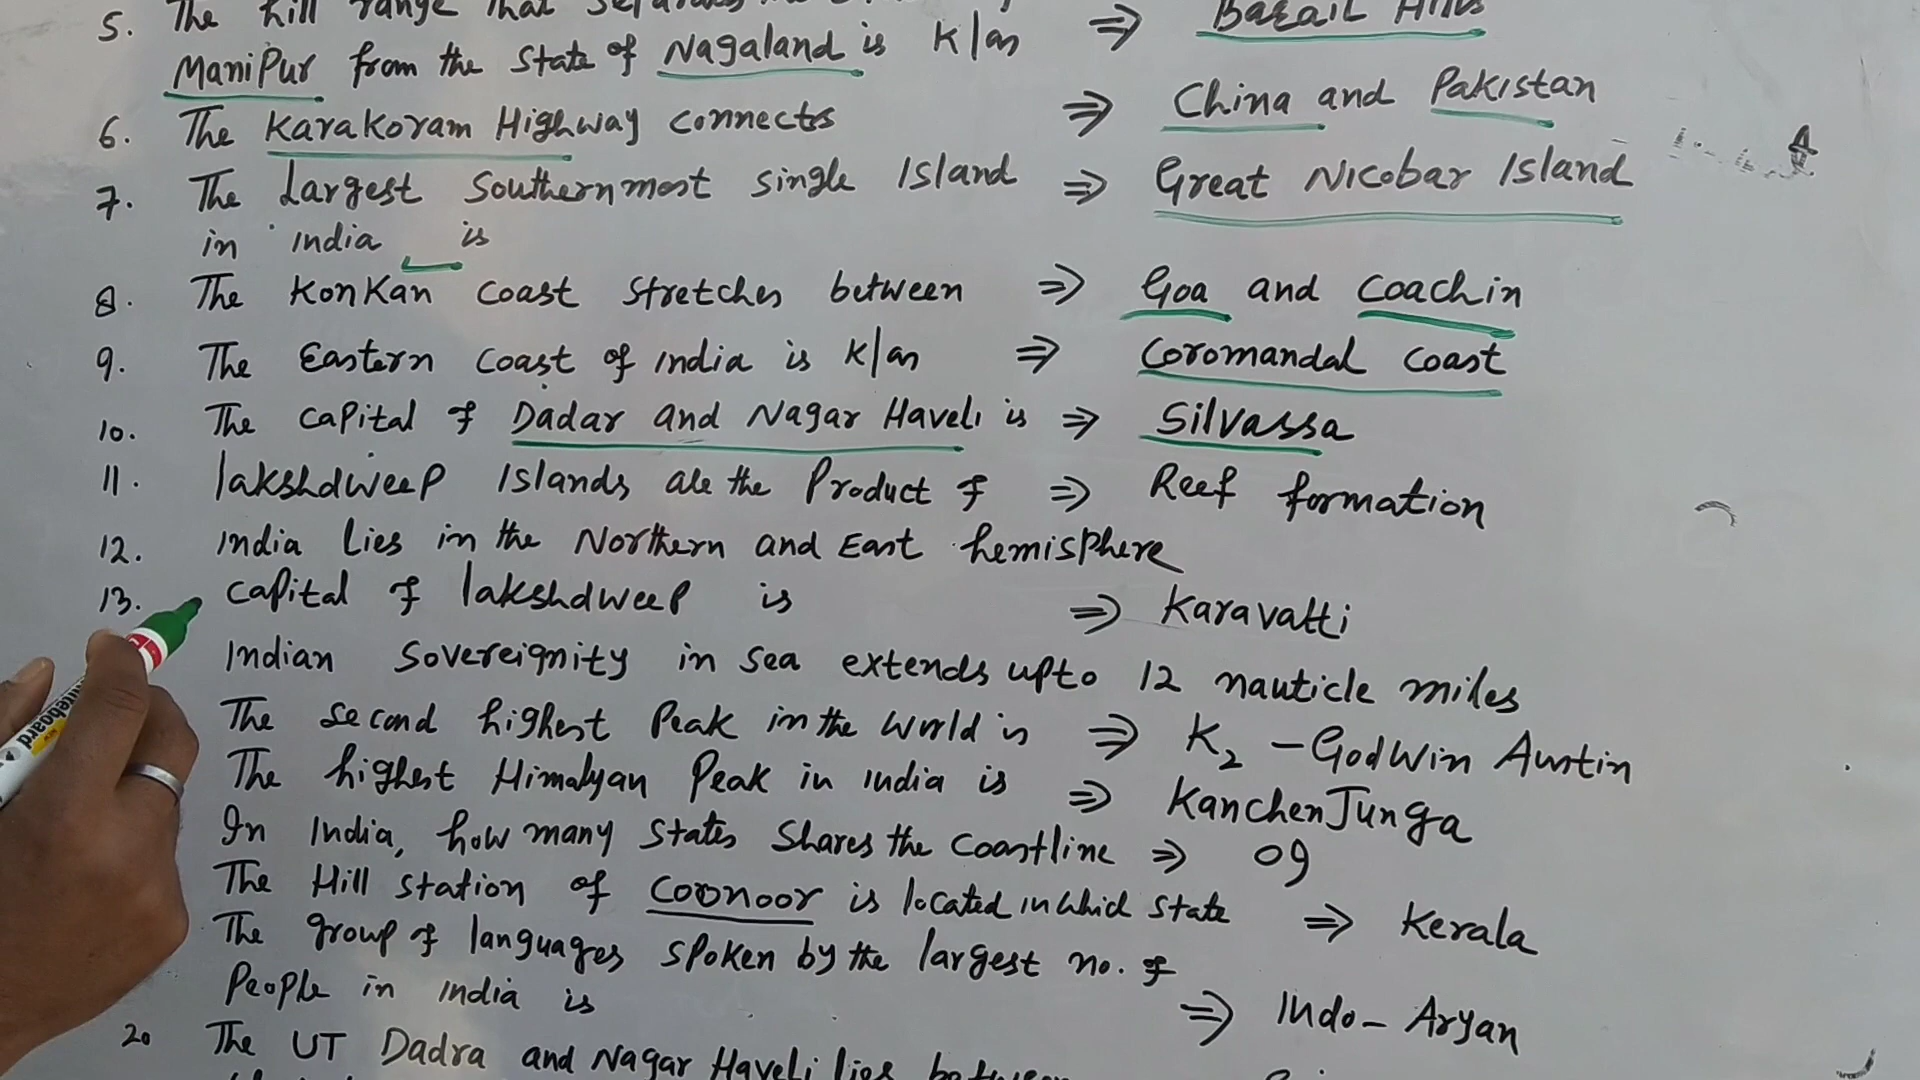 5. The hill range that
Manipur from the State of Nagaland is K/as ⇒ Barail Hills
6. The Karakoram Highway connects ⇒ China and Pakistan
7. The Largest Southernmost single Island ⇒ Great Nicobar Island
in india is
8. The Konkan coast stretches between ⇒ Goa and Coachin
9. The Eastern coast of india is K/as ⇒ Coromandal coast
10. The capital of Dadar and Nagar Haveli is ⇒ Silvassa
11. lakshdweep Islands are the Product of ⇒ Reef formation
12. india lies in the Northern and East hemisphere
13. capital of lakshdweep is ⇒ Karavatti
Indian Sovereignity in sea extends upto 12 nauticle miles
The second highest Peak in the world is ⇒ K2 - Godwin Austin
The highest Himalyan Peak in india is ⇒ KanchenJunga
In India, how many States Shares the Coastline ⇒ 09
The Hill station of Coonoor is located in which state ⇒ Kerala
The group of languages spoken by the largest no. of
People in india is ⇒ Indo-Aryan
20 The UT Dadra and Nagar Haveli lies between
whiteboard